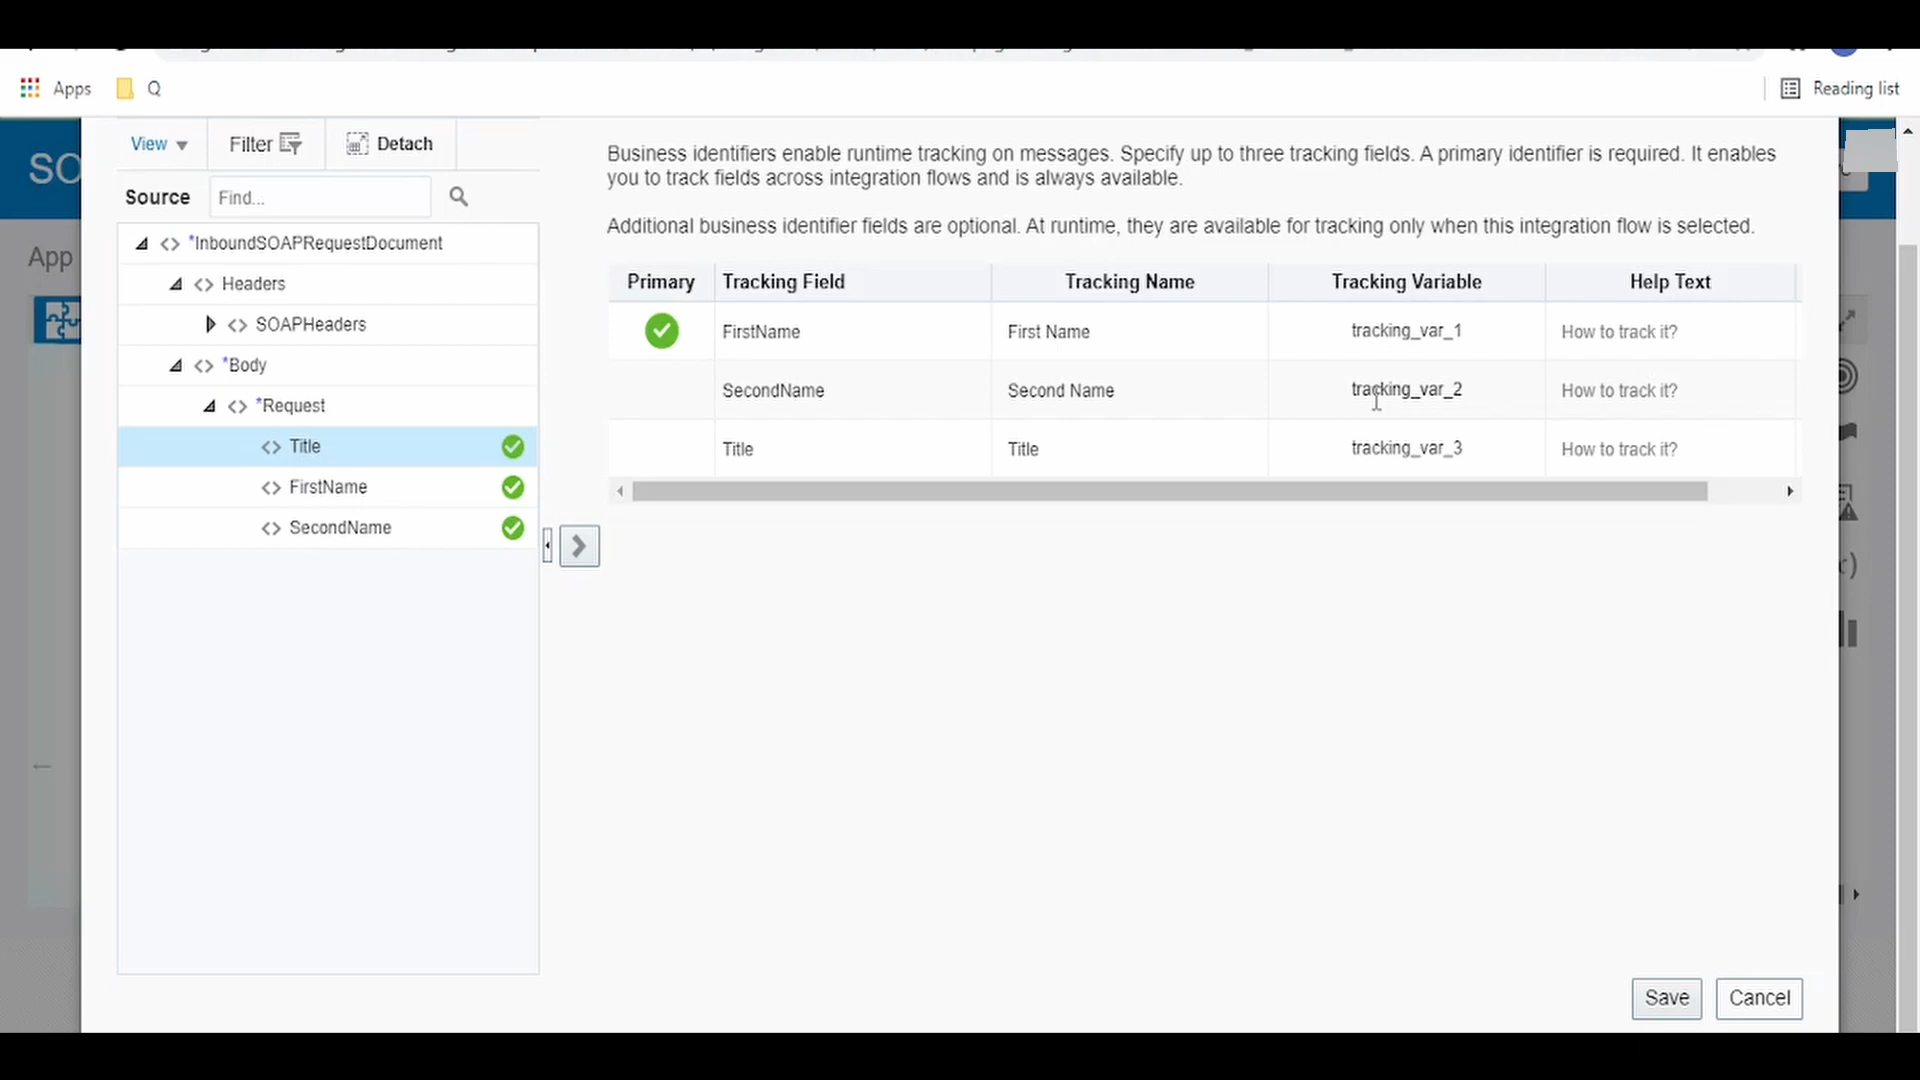 Apps
Q
Reading list
SO
View
Filter
Detach
Source
Find...
*InboundSOAPRequestDocument
Headers
SOAPHeaders
*Body
*Request
Title
FirstName
SecondName
Business identifiers enable runtime tracking on messages. Specify up to three tracking fields. A primary identifier is required. It enables
you to track fields across integration flows and is always available.
Additional business identifier fields are optional. At runtime, they are available for tracking only when this integration flow is selected.
Primary Tracking Field Tracking Name Tracking Variable Help Text
FirstName First Name tracking_var_1 How to track it?
SecondName Second Name tracking_var_2 How to track it?
Title Title tracking_var_3 How to track it?
App
Save
Cancel